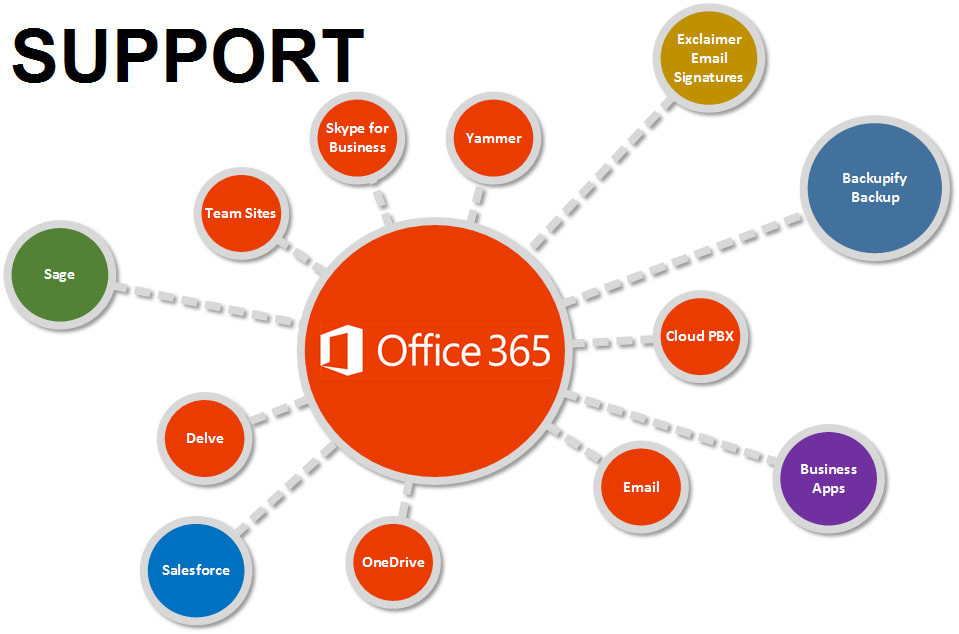 SUPPORT
Exclaimer
Email
Signatures
Skype for
Business
Yammer
Backupify
Backup
Team Sites
Sage
Office 365
Cloud PBX
Delve
Business
Apps
Email
Salesforce
OneDrive